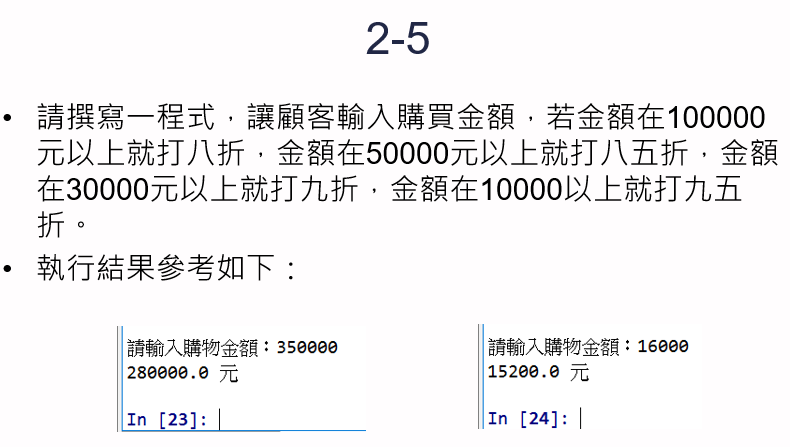 2-5
• 請撰寫一程式，讓顧客輸入購買金額，若金額在100000
元以上就打八折，金額在50000元以上就打八五折，金額
在30000元以上就打九折，金額在10000以上就打九五
折。
• 執行結果參考如下：
請輸入購物金額：350000
280000.0 元
In [23]:
請輸入購物金額：16000
15200.0 元
In [24]: